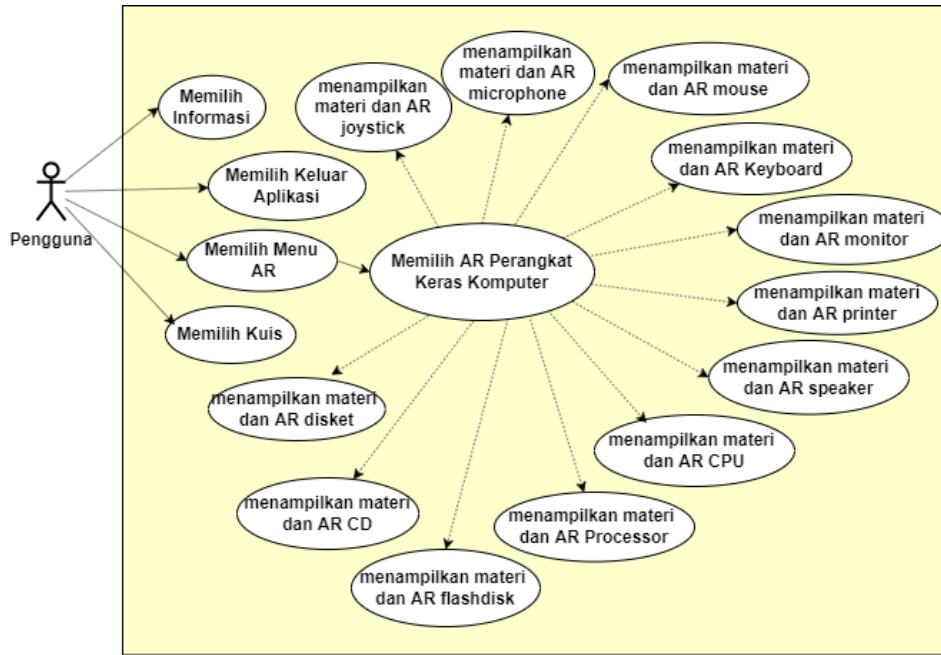 Pengguna
Memilih
Informasi
Memilih Keluar
Aplikasi
Memilih Menu
AR
Memilih Kuis
Memilih AR Perangkat
Keras Komputer
menampilkan
materi dan AR
joystick
menampilkan
materi dan AR
microphone
menampilkan materi
dan AR mouse
menampilkan materi
dan AR Keyboard
menampilkan materi
dan AR monitor
menampilkan materi
dan AR printer
menampilkan materi
dan AR speaker
menampilkan materi
dan AR CPU
menampilkan materi
dan AR Processor
menampilkan materi
dan AR flashdisk
menampilkan materi
dan AR CD
menampilkan materi
dan AR disket